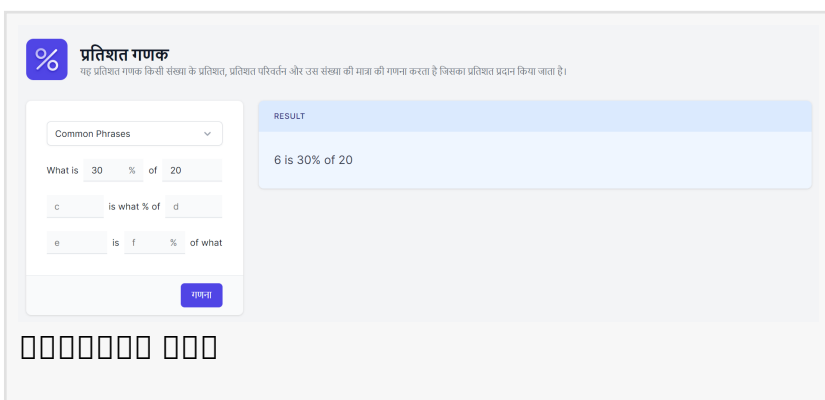 प्रतिशत गणक
यह प्रतिशत गणक किसी संख्या के प्रतिशत, प्रतिशत परिवर्तन और उस संख्या की मात्रा की गणना करता है जिसका प्रतिशत प्रदान किया जाता है।
Common Phrases
What is 30 % of 20
c is what % of d
e is f % of what
गणना
RESULT
6 is 30% of 20